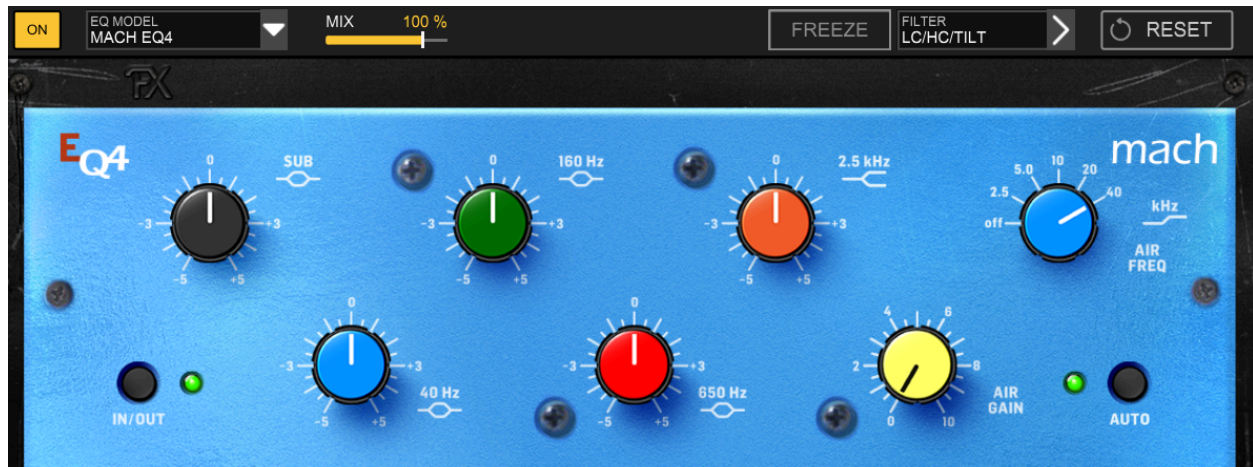 ON
EQ MODEL
MACH EQ4
MIX 100 %
FREEZE
FILTER
LC/HC/TILT
RESET
FX
EQ4
mach
0 SUB
-3 +3
-5 +5
0 160 Hz
-3 +3
-5 +5
0 2.5 kHz
-3 +3
-5 +5
off 2.5 5.0 10 20 40
kHz
AIR
FREQ
IN/OUT
0
-3 +3
40 Hz
-5 +5
0
-3 +3
650 Hz
-5 +5
4 6
2 8
0 10
AIR
GAIN
AUTO